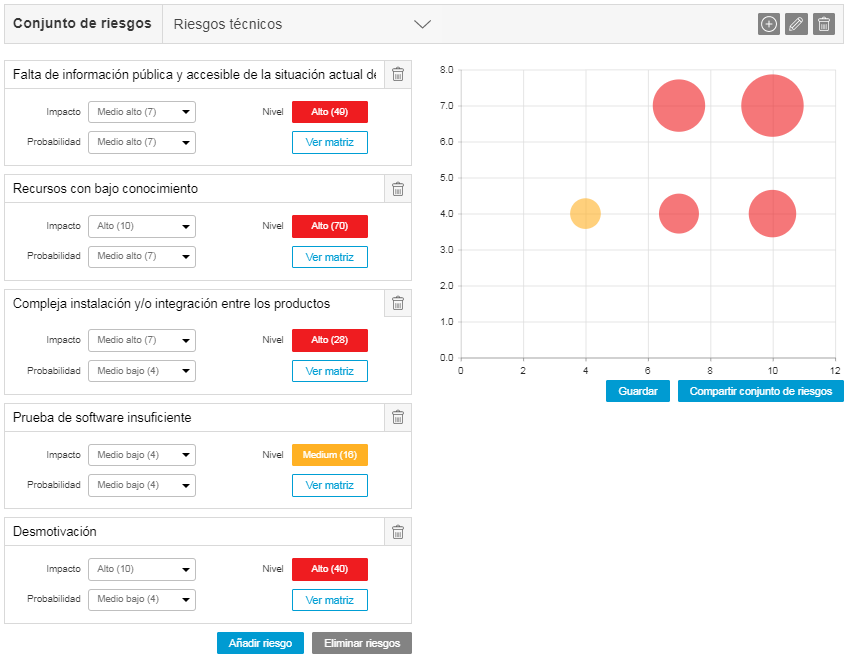 Conjunto de riesgos
Riesgos técnicos
Falta de información pública y accesible de la situación actual de
Impacto Medio alto (7) Nivel Alto (49)
Probabilidad Medio alto (7) Ver matriz
Recursos con bajo conocimiento
Impacto Alto (10) Nivel Alto (70)
Probabilidad Medio alto (7) Ver matriz
Compleja instalación y/o integración entre los productos
Impacto Medio alto (7) Nivel Alto (28)
Probabilidad Medio bajo (4) Ver matriz
Prueba de software insuficiente
Impacto Medio bajo (4) Nivel Medium (16)
Probabilidad Medio bajo (4) Ver matriz
Desmotivación
Impacto Alto (10) Nivel Alto (40)
Probabilidad Medio bajo (4) Ver matriz
Añadir riesgo Eliminar riesgos
8.0
7.0
6.0
5.0
4.0
3.0
2.0
1.0
0.0
0 2 4 6 8 10 12
Guardar Compartir conjunto de riesgos